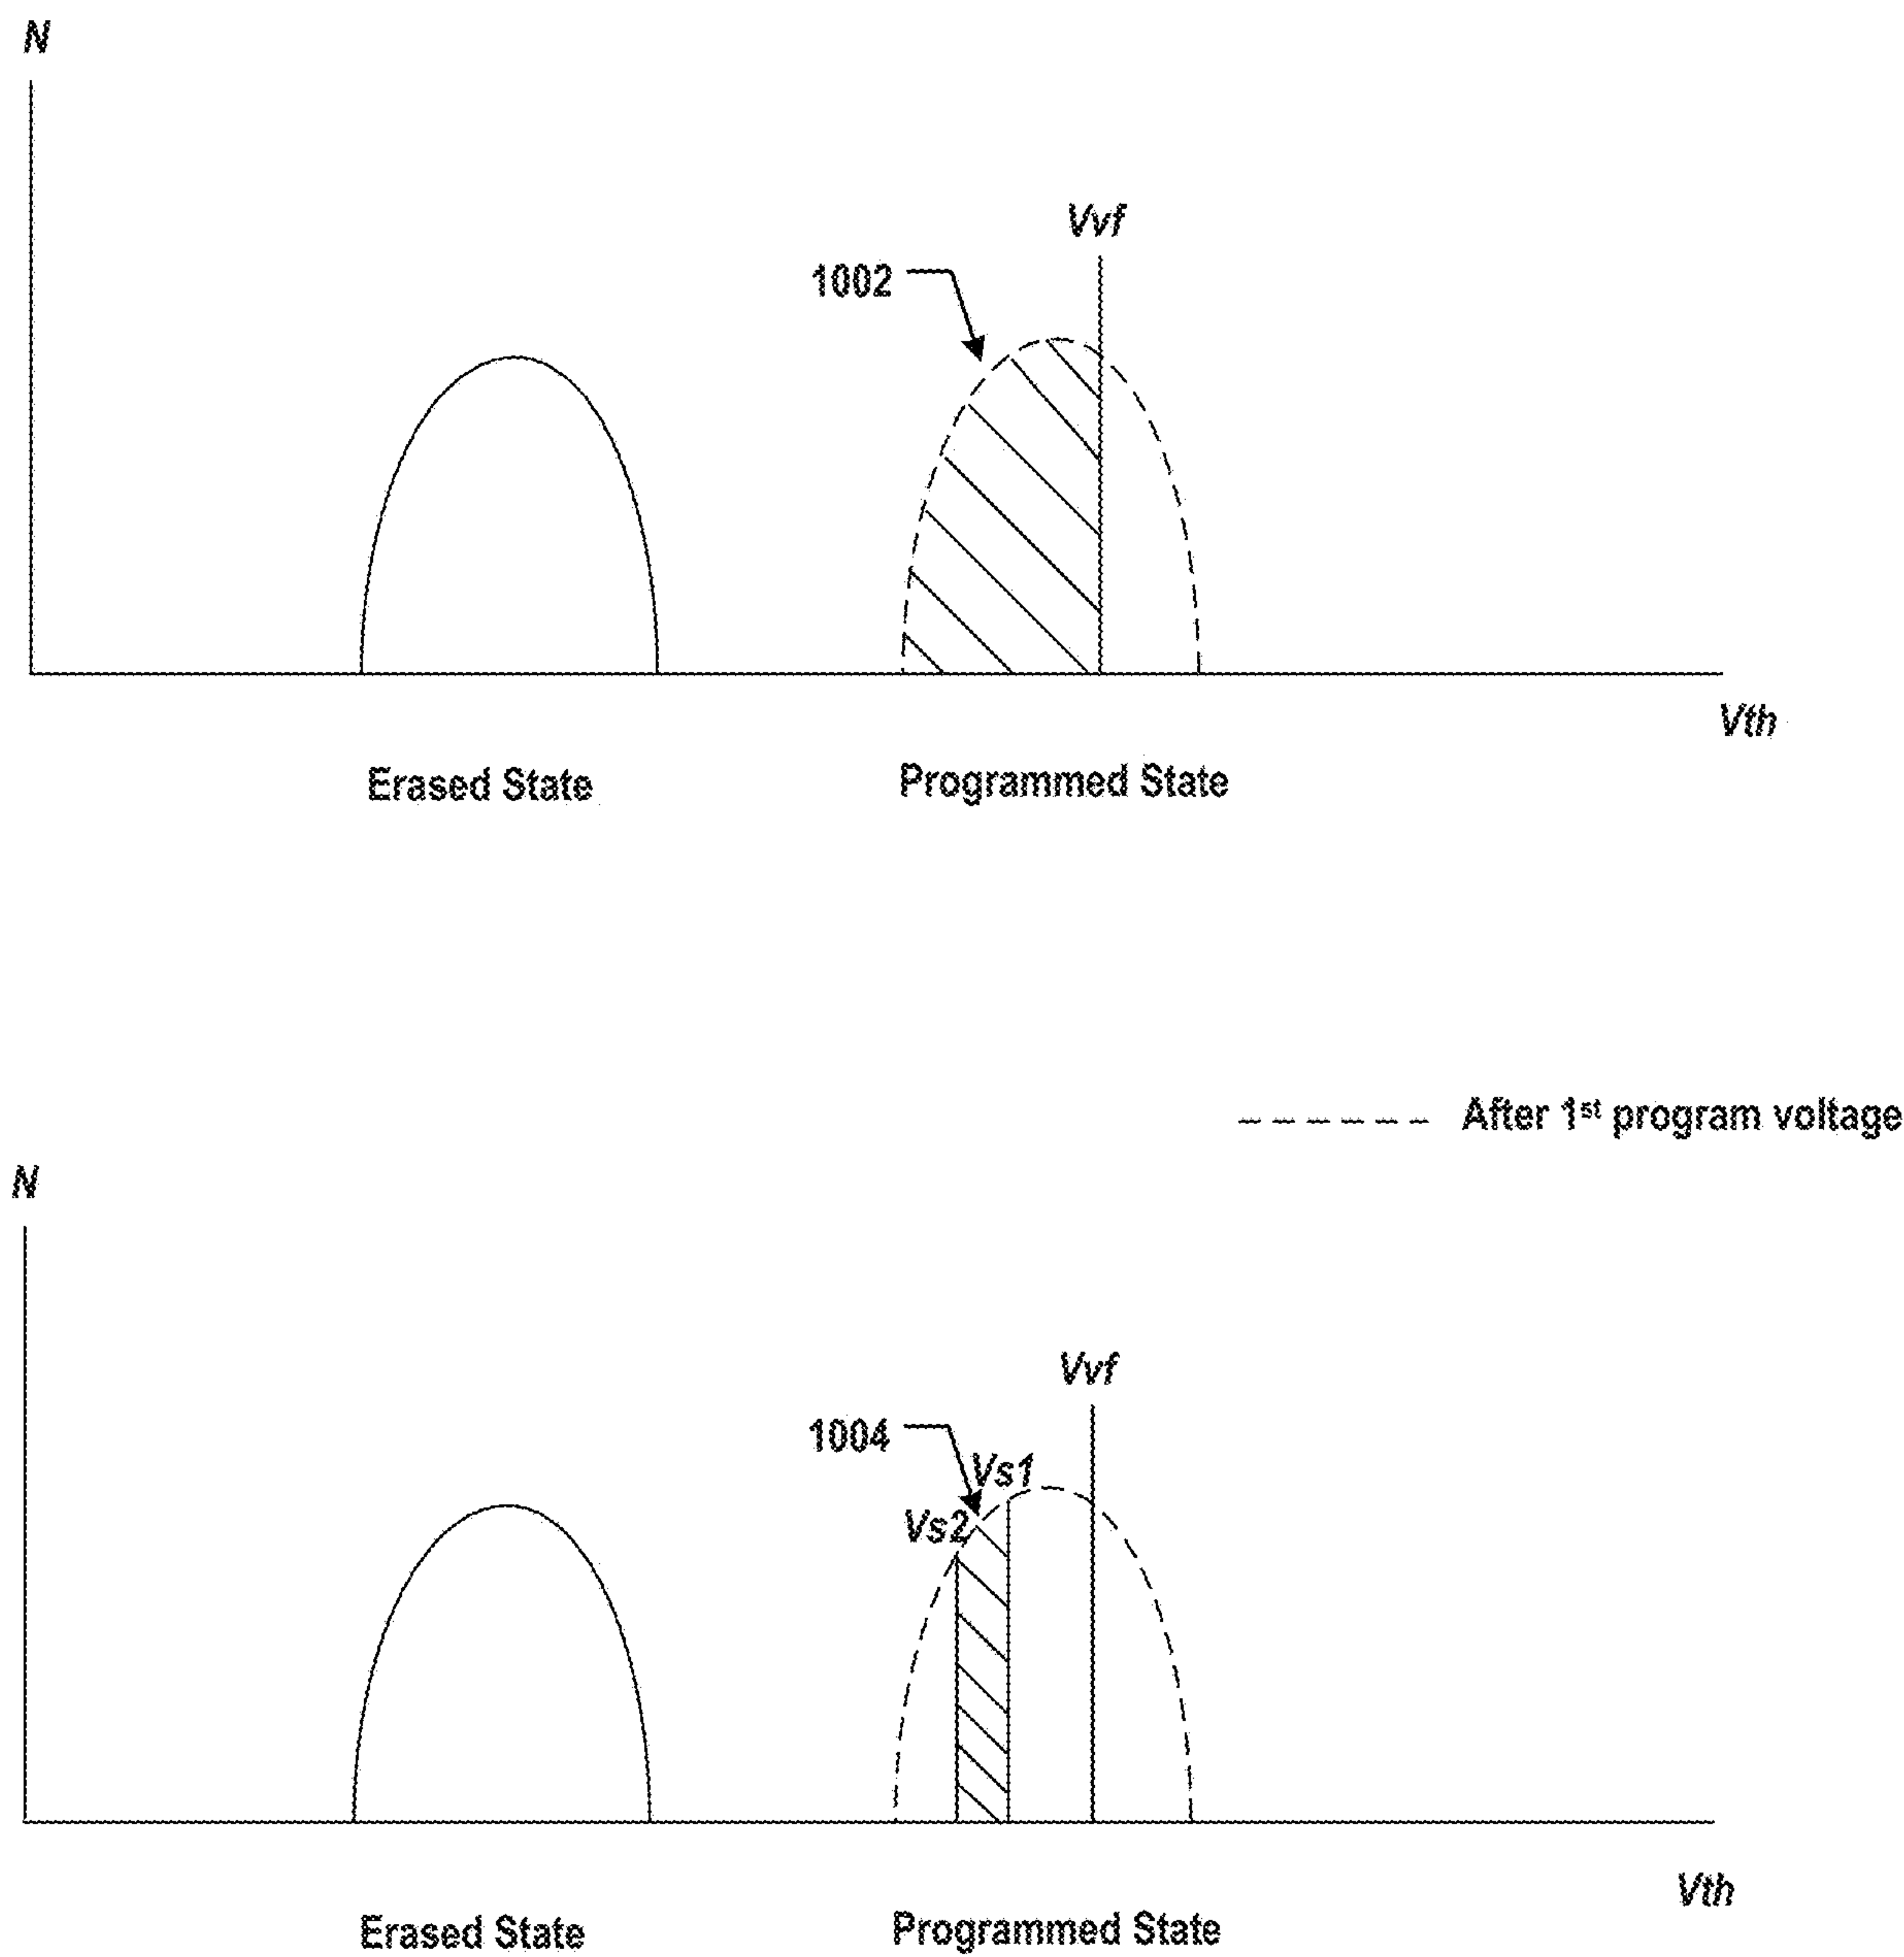 N
Vvf
1002
Vth
Erased State
Programmed State
After 1st program voltage
N
Vvf
1004
Vs1
Vs2
Vth
Erased State
Programmed State